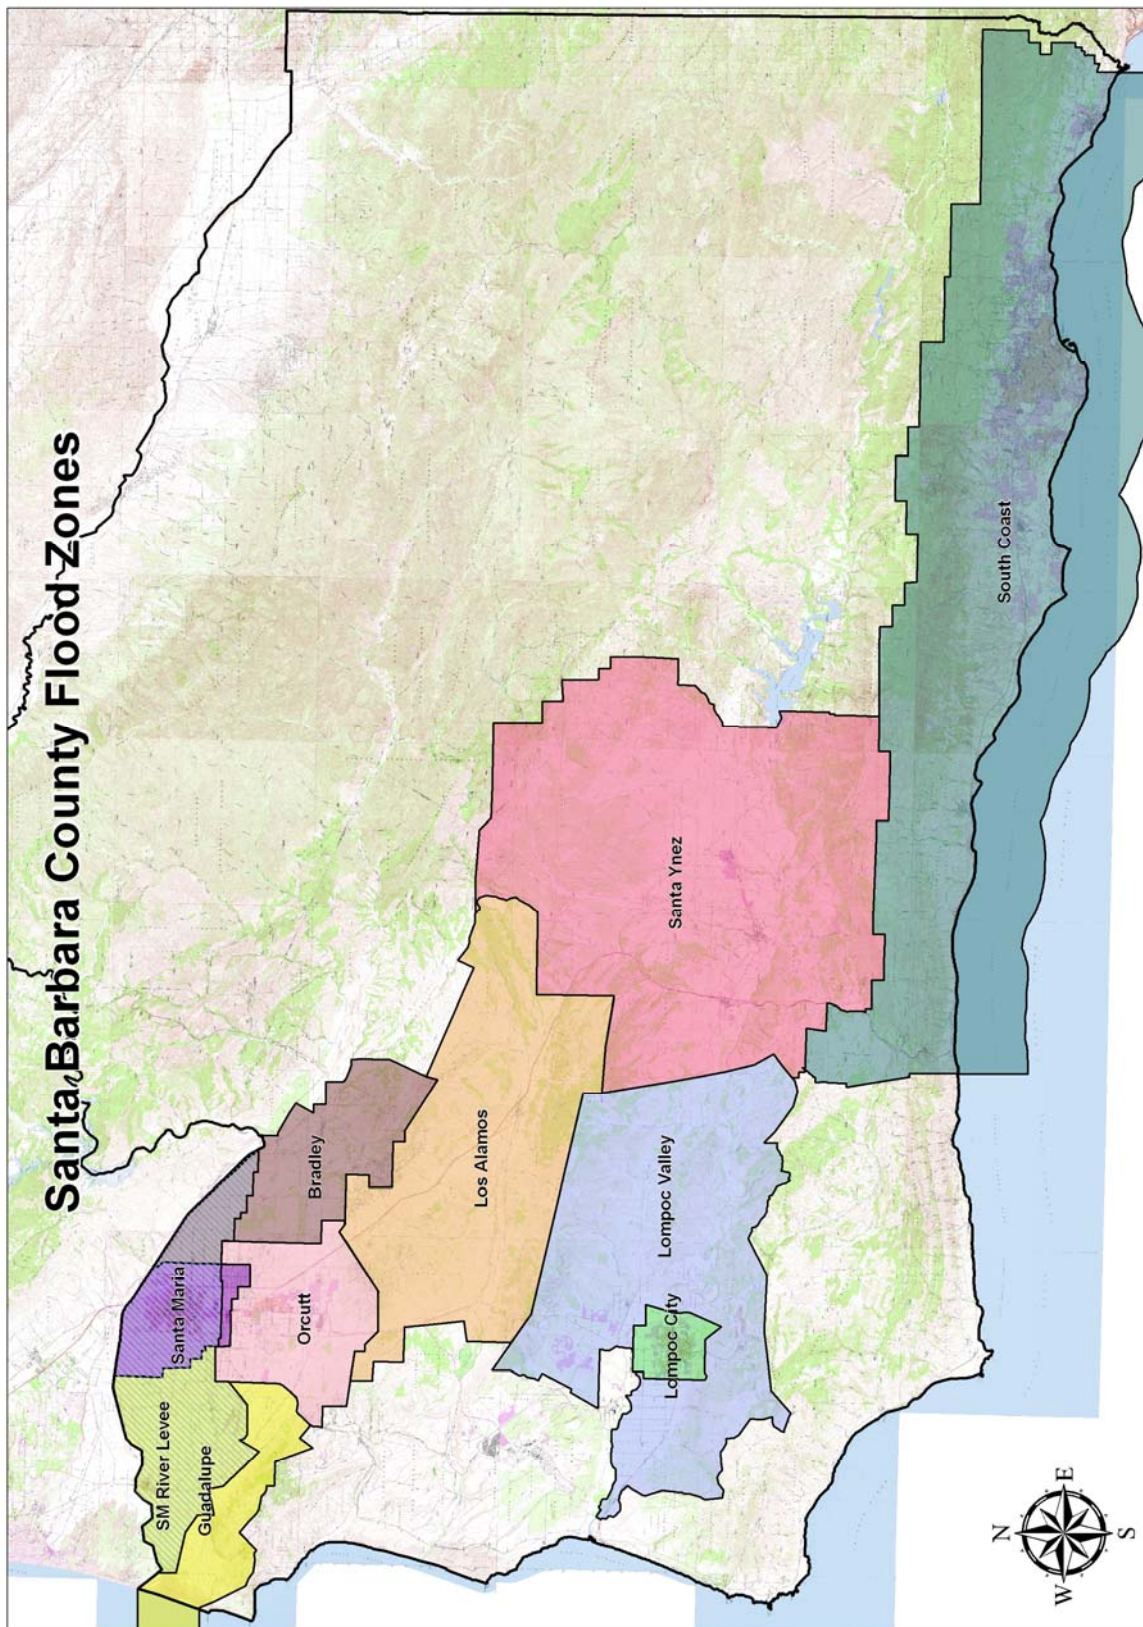 Santa Barbara County Flood Zones
SM River Levee
Guadalupe
Santa Maria
Orcutt
Bradley
Los Alamos
Lompoc Valley
Lompoc City
Santa Ynez
South Coast
N
W
E
S